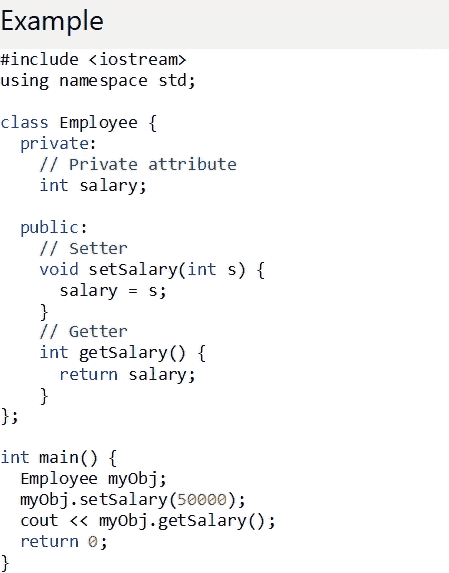 Example
#include <iostream>
using namespace std;

class Employee {
  private:
    // Private attribute
    int salary;

  public:
    // Setter
    void setSalary(int s) {
      salary = s;
    }
    // Getter
    int getSalary() {
      return salary;
    }
};

int main() {
  Employee myObj;
  myObj.setSalary(50000);
  cout << myObj.getSalary();
  return 0;
}